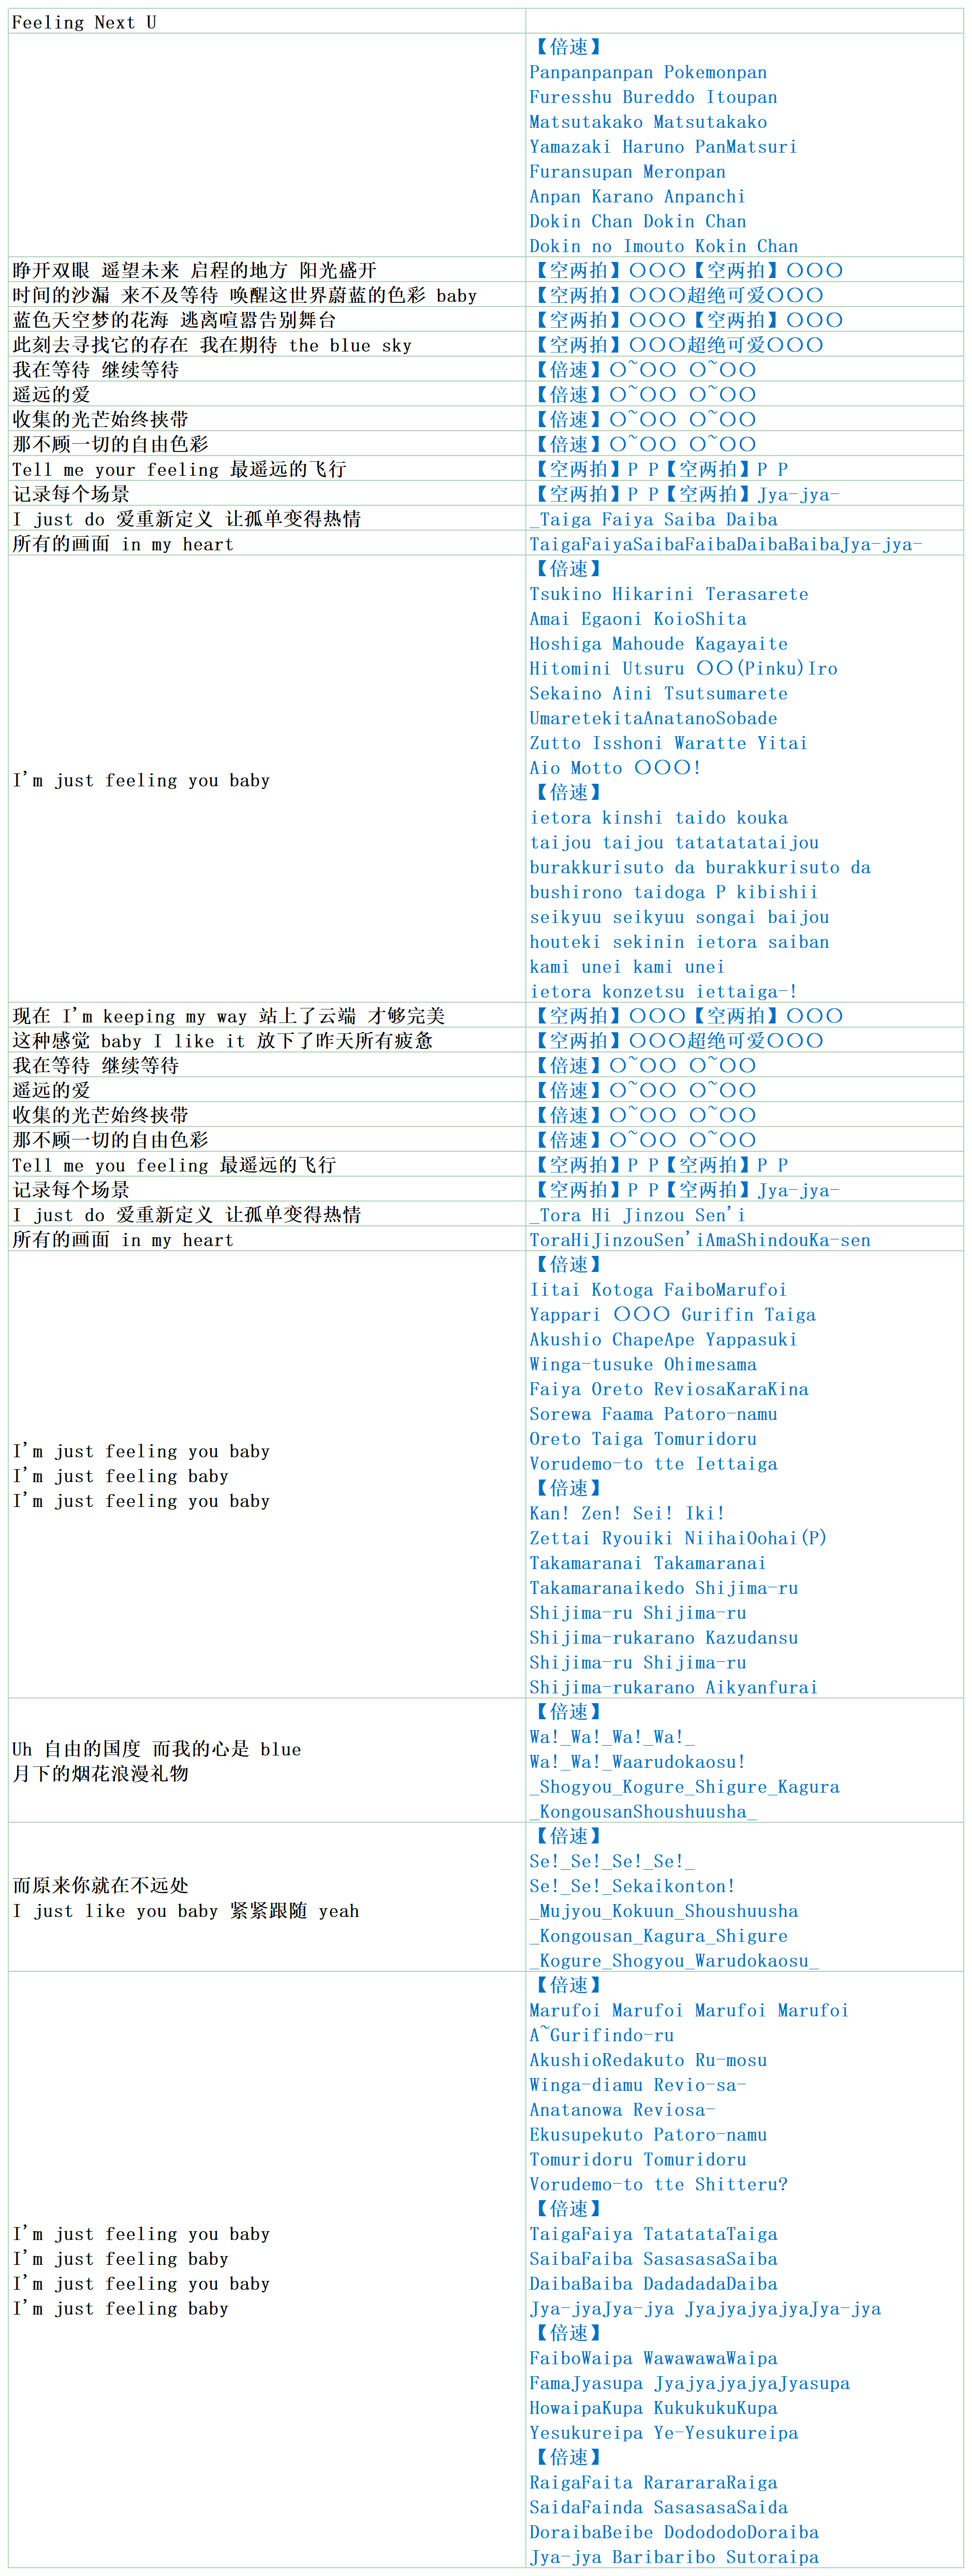 Feeling Next U
【倍速】
Panpanpanpan Pokemonpan
Furesshu Bureddo Itoupan
Matsutakako Matsutakako
Yamazaki Haruno PanMatsuri
Furansupan Meronpan
Anpan Karano Anpanchi
Dokin Chan Dokin Chan
Dokin no Imouto Kokin Chan
睁开双眼 遥望未来 启程的地方 阳光盛开 【空两拍】〇〇〇【空两拍】〇〇〇
时间的沙漏 来不及等待 唤醒这世界蔚蓝的色彩 baby 【空两拍】〇〇〇超绝可爱〇〇〇
蓝色天空梦的花海 逃离喧嚣告别舞台 【空两拍】〇〇〇【空两拍】〇〇〇
此刻去寻找它的存在 我在期待 the blue sky 【空两拍】〇〇〇超绝可爱〇〇〇
我在等待 继续等待 【倍速】〇~〇〇 〇~〇〇
遥远的爱 【倍速】〇~〇〇 〇~〇〇
收集的光芒始终挟带 【倍速】〇~〇〇 〇~〇〇
那不顾一切的自由色彩 【倍速】〇~〇〇 〇~〇〇
Tell me your feeling 最遥远的飞行 【空两拍】P P【空两拍】P P
记录每个场景 【空两拍】P P【空两拍】Jya-jya-
I just do 爱重新定义 让孤单变得热情 _Taiga Faiya Saiba Daiba
所有的画面 in my heart TaigaFaiyaSaibaFaibaDaibaBaibaJya-jya-
I'm just feeling you baby
【倍速】
Tsukino Hikarini Terasarete
Amai Egaoni KoioShita
Hoshiga Mahoude Kagayaite
Hitomini Utsuru 〇〇(Pinku)Iro
Sekaino Aini Tsutsumarete
UmaretekitaAnatanoSobade
Zutto Isshoni Waratte Yitai
Aio Motto 〇〇〇!
【倍速】
ietora kinshi taido kouka
taijou taijou tatatatataijou
burakkurisuto da burakkurisuto da
bushirono taidoga P kibishii
seikyuu seikyuu songai baijou
houteki sekinin ietora saiban
kami unei kami unei
ietora konzetsu iettaiga-!
现在 I'm keeping my way 站上了云端 才够完美 【空两拍】〇〇〇【空两拍】〇〇〇
这种感觉 baby I like it 放下了昨天所有疲惫 【空两拍】〇〇〇超绝可爱〇〇〇
我在等待 继续等待 【倍速】〇~〇〇 〇~〇〇
遥远的爱 【倍速】〇~〇〇 〇~〇〇
收集的光芒始终挟带 【倍速】〇~〇〇 〇~〇〇
那不顾一切的自由色彩 【倍速】〇~〇〇 〇~〇〇
Tell me you feeling 最遥远的飞行 【空两拍】P P【空两拍】P P
记录每个场景 【空两拍】P P【空两拍】Jya-jya-
I just do 爱重新定义 让孤单变得热情 _Tora Hi Jinzou Sen'i
所有的画面 in my heart ToraHiJinzouSen'iAmaShindouKa-sen
I'm just feeling you baby
I'm just feeling baby
I'm just feeling you baby
【倍速】
Iitai Kotoga FaiboMarufoi
Yappari 〇〇〇 Gurifin Taiga
Akushio ChapeApe Yappasuki
Winga-tusuke Ohimesama
Faiya Oreto ReviosaKaraKina
Sorewa Faama Patoro-namu
Oreto Taiga Tomuridoru
Vorudemo-to tte Iettaiga
【倍速】
Kan! Zen! Sei! Iki!
Zettai Ryouiki NiihaiOohai(P)
Takamaranai Takamaranai
Takamaranaikedo Shijima-ru
Shijima-ru Shijima-ru
Shijima-rukarano Kazudansu
Shijima-ru Shijima-ru
Shijima-rukarano Aikyanfurai
Uh 自由的国度 而我的心是 blue
月下的烟花浪漫礼物
【倍速】
Wa!_Wa!_Wa!_Wa!_
Wa!_Wa!_Waarudokaosu!
_Shogyou_Kogure_Shigure_Kagura
_KongousanShoushuusha_
而原来你就在不远处
I just like you baby 紧紧跟随 yeah
【倍速】
Se!_Se!_Se!_Se!_
Se!_Se!_Sekaikonton!
_Mujyou_Kokuun_Shoushuusha
_Kongousan_Kagura_Shigure
_Kogure_Shogyou_Warudokaosu_
I'm just feeling you baby
I'm just feeling baby
I'm just feeling you baby
I'm just feeling baby
【倍速】
Marufoi Marufoi Marufoi Marufoi
A~Gurifindo-ru
AkushioRedakuto Ru-mosu
Winga-diamu Revio-sa-
Anatanowa Reviosa-
Ekusupekuto Patoro-namu
Tomuridoru Tomuridoru
Vorudemo-to tte Shitteru?
【倍速】
TaigaFaiya TatatataTaiga
SaibaFaiba SasasasaSaiba
DaibaBaiba DadadadaDaiba
Jya-jyaJya-jya JyajyajyajyaJya-jya
【倍速】
FaiboWaipa WawawawaWaipa
FamaJyasupa JyajyajyajyaJyasupa
HowaipaKupa KukukukuKupa
Yesukureipa Ye-Yesukureipa
【倍速】
RaigaFaita RarararaRaiga
SaidaFainda SasasasaSaida
DoraibaBeibe DodododoDoraiba
Jya-jya Baribaribo Sutoraipa